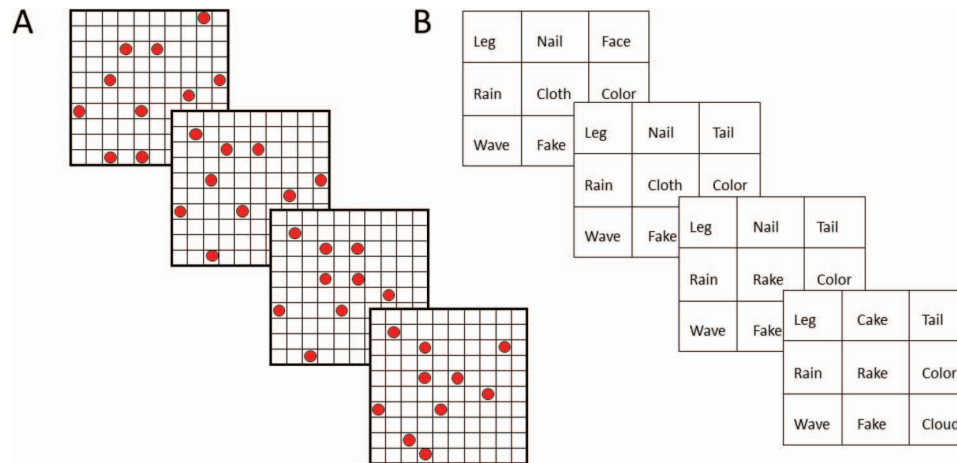 A
B
Leg Nail Face
Rain Cloth Color
Wave Fake
Leg Nail Tail
Rain Cloth Color
Wave Fake
Leg Nail Tail
Rain Rake Color
Wave Fake
Leg Cake Tail
Rain Rake Color
Wave Fake Cloud